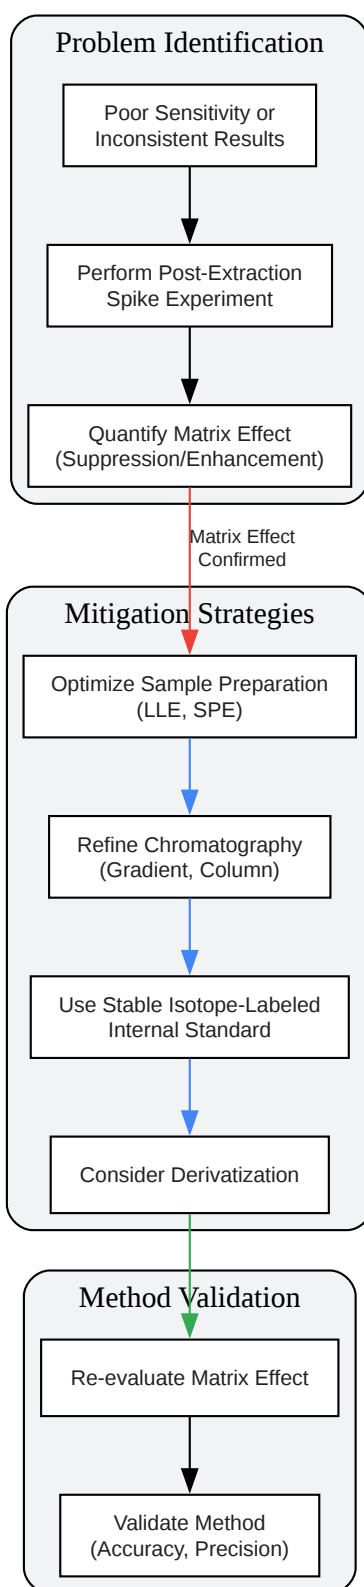 Problem Identification
Poor Sensitivity or
Inconsistent Results
Perform Post-Extraction
Spike Experiment
Quantify Matrix Effect
(Suppression/Enhancement)
Matrix Effect
Confirmed
Mitigation Strategies
Optimize Sample Preparation
(LLE, SPE)
Refine Chromatography
(Gradient, Column)
Use Stable Isotope-Labeled
Internal Standard
Consider Derivatization
Method Validation
Re-evaluate Matrix Effect
Validate Method
(Accuracy, Precision)